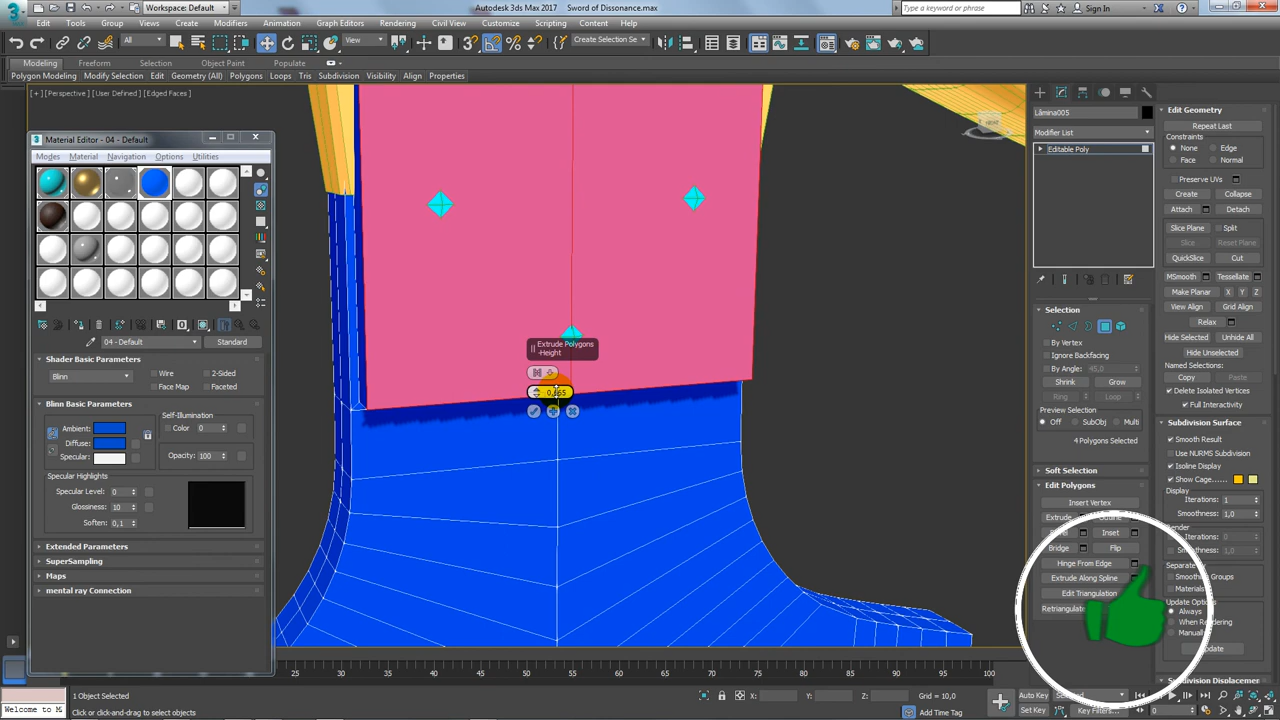 Autodesk 3ds Max 2017   Sword of Dissonance.max
Workspace: Default
Type a keyword or phrase
Sign In
Edit Tools Group Views Create Modifiers Animation Graph Editors Rendering Civil View Customize Scripting Content Help
All View Create Selection Se
Modeling Freeform Selection Object Paint Populate
Polygon Modeling Modify Selection Edit Geometry (All) Polygons Loops Tris Subdivision Visibility Align Properties
[ + ] [Perspective ] [User Defined ] [Edged Faces ]
Material Editor - 04 - Default
Modes Material Navigation Options Utilities
04 - Default Standard
Shader Basic Parameters
Blinn Wire 2-Sided
Face Map Faceted
Blinn Basic Parameters
Self-Illumination
Ambient: Color 0
Diffuse:
Specular: Opacity: 100
Specular Highlights
Specular Level: 0
Glossiness: 10
Soften: 0,1
Extended Parameters
SuperSampling
Maps
mental ray Connection
Extrude Polygons
-Height
FRONT
Lâmina005
Modifier List
Editable Poly
Selection
By Vertex
Ignore Backfacing
By Angle: 45,0
Shrink Grow
Ring Loop
Preview Selection
Off SubObj Multi
4 Polygons Selected
Soft Selection
Edit Polygons
Insert Vertex
Extrude
Inset
Bridge Flip
Hinge From Edge
Extrude Along Spline
Edit Triangulation
Edit Geometry
Repeat Last
Constraints
None Edge
Face Normal
Preserve UVs
Create Collapse
Attach Detach
Slice Plane Split
Slice Reset Plane
QuickSlice Cut
MSmooth Tessellate
Make Planar X Y Z
View Align Grid Align
Relax
Hide Selected Unhide All
Hide Unselected
Named Selections:
Copy Paste
Delete Isolated Vertices
Full Interactivity
Subdivision Surface
Smooth Result
Use NURMS Subdivision
Isoline Display
Show Cage......
Display
Iterations: 1
Smoothness: 1,0
Render
Iterations: 0
Smoothness: 1,0
Smoothing Groups
Materials
Update Options
Always
When Rendering
Manually
Subdivision Displacement
30 35 40 45 50 55 60 65 70 75 80 85 90 95 100
1 Object Selected
Click or click-and-drag to select objects
Welcome to M
X: Y: Z: Grid = 10,0
Add Time Tag
Auto Key Selected
Set Key Key Filters... 0